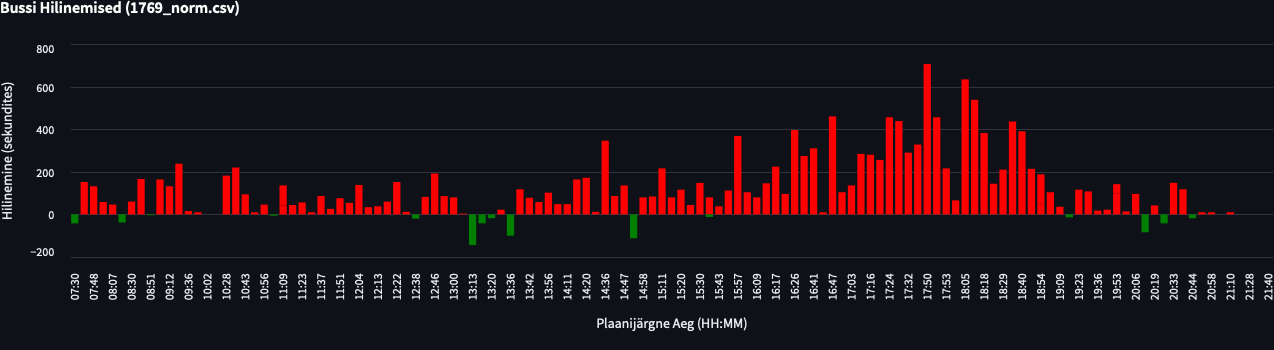 Bussi Hilinemised (1769_norm.csv)
Hilinemine (sekundites)
800
600
400
200
0
−200
07:30 07:48 08:07 08:30 08:51 09:12 09:36 10:02 10:28 10:43 10:56 11:09 11:23 11:37 11:51 12:04 12:13 12:22 12:38 12:46 13:00 13:13 13:20 13:36 13:42 13:56 14:11 14:20 14:36 14:47 14:58 15:11 15:20 15:30 15:43 15:57 16:09 16:17 16:26 16:41 16:47 17:03 17:16 17:24 17:32 17:50 17:53 18:05 18:18 18:29 18:40 18:54 19:09 19:23 19:36 19:53 20:06 20:19 20:33 20:44 20:58 21:10 21:28 21:40
Plaanijärgne Aeg (HH:MM)